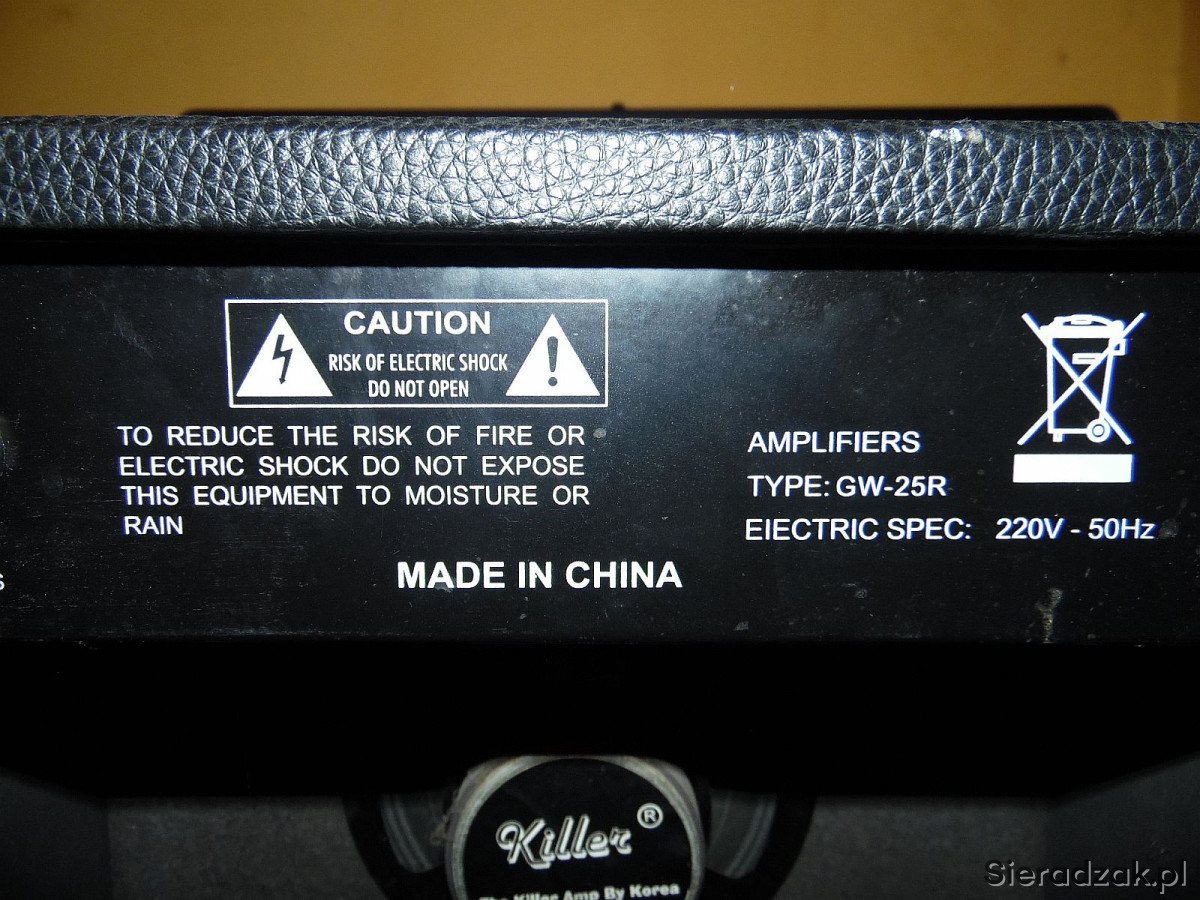 CAUTION
RISK OF ELECTRIC SHOCK
DO NOT OPEN
TO REDUCE THE RISK OF FIRE OR
ELECTRIC SHOCK DO NOT EXPOSE
THIS EQUIPMENT TO MOISTURE OR
RAIN
AMPLIFIERS
TYPE: GW-25R
EIECTRIC SPEC: 220V - 50Hz
S
MADE IN CHINA
Killer ®
The Killer Amp By Korea
Sieradzak.pl